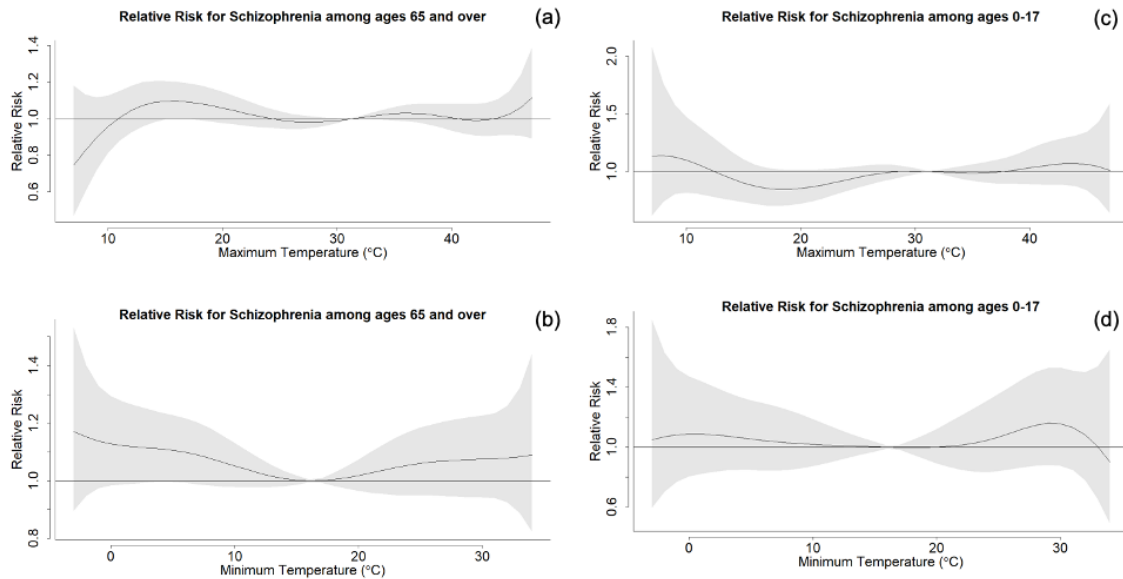 Relative Risk for Schizophrenia among ages 65 and over
(a)
Relative Risk
1.4
1.2
1.0
0.8
0.6
10
20
30
40
Maximum Temperature (°C)
Relative Risk for Schizophrenia among ages 0-17
(c)
Relative Risk
2.0
1.5
1.0
10
20
30
40
Maximum Temperature (°C)
Relative Risk for Schizophrenia among ages 65 and over
(b)
Relative Risk
1.4
1.2
1.0
0.8
0
10
20
30
Minimum Temperature (°C)
Relative Risk for Schizophrenia among ages 0-17
(d)
Relative Risk
1.8
1.4
1.0
0.6
0
10
20
30
Minimum Temperature (°C)